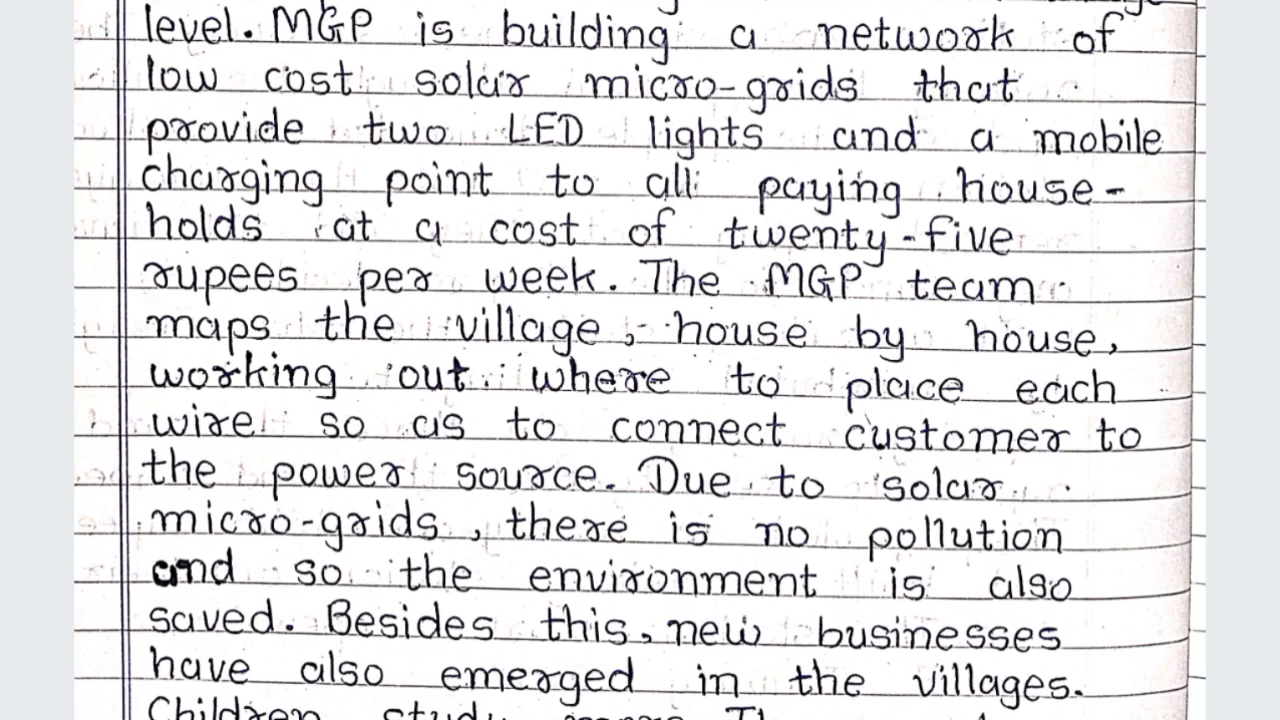 level. MGP is building a network of
low cost solar micro-grids that
provide two LED lights and a mobile
charging point to all paying house-
holds at a cost of twenty-five
rupees per week. The MGP team
maps the village, house by house,
working out where to place each
wire so as to connect customer to
the power source. Due to solar
micro-grids, there is no pollution
and so the environment is also
saved. Besides this, new businesses
have also emerged in the villages.
Children study